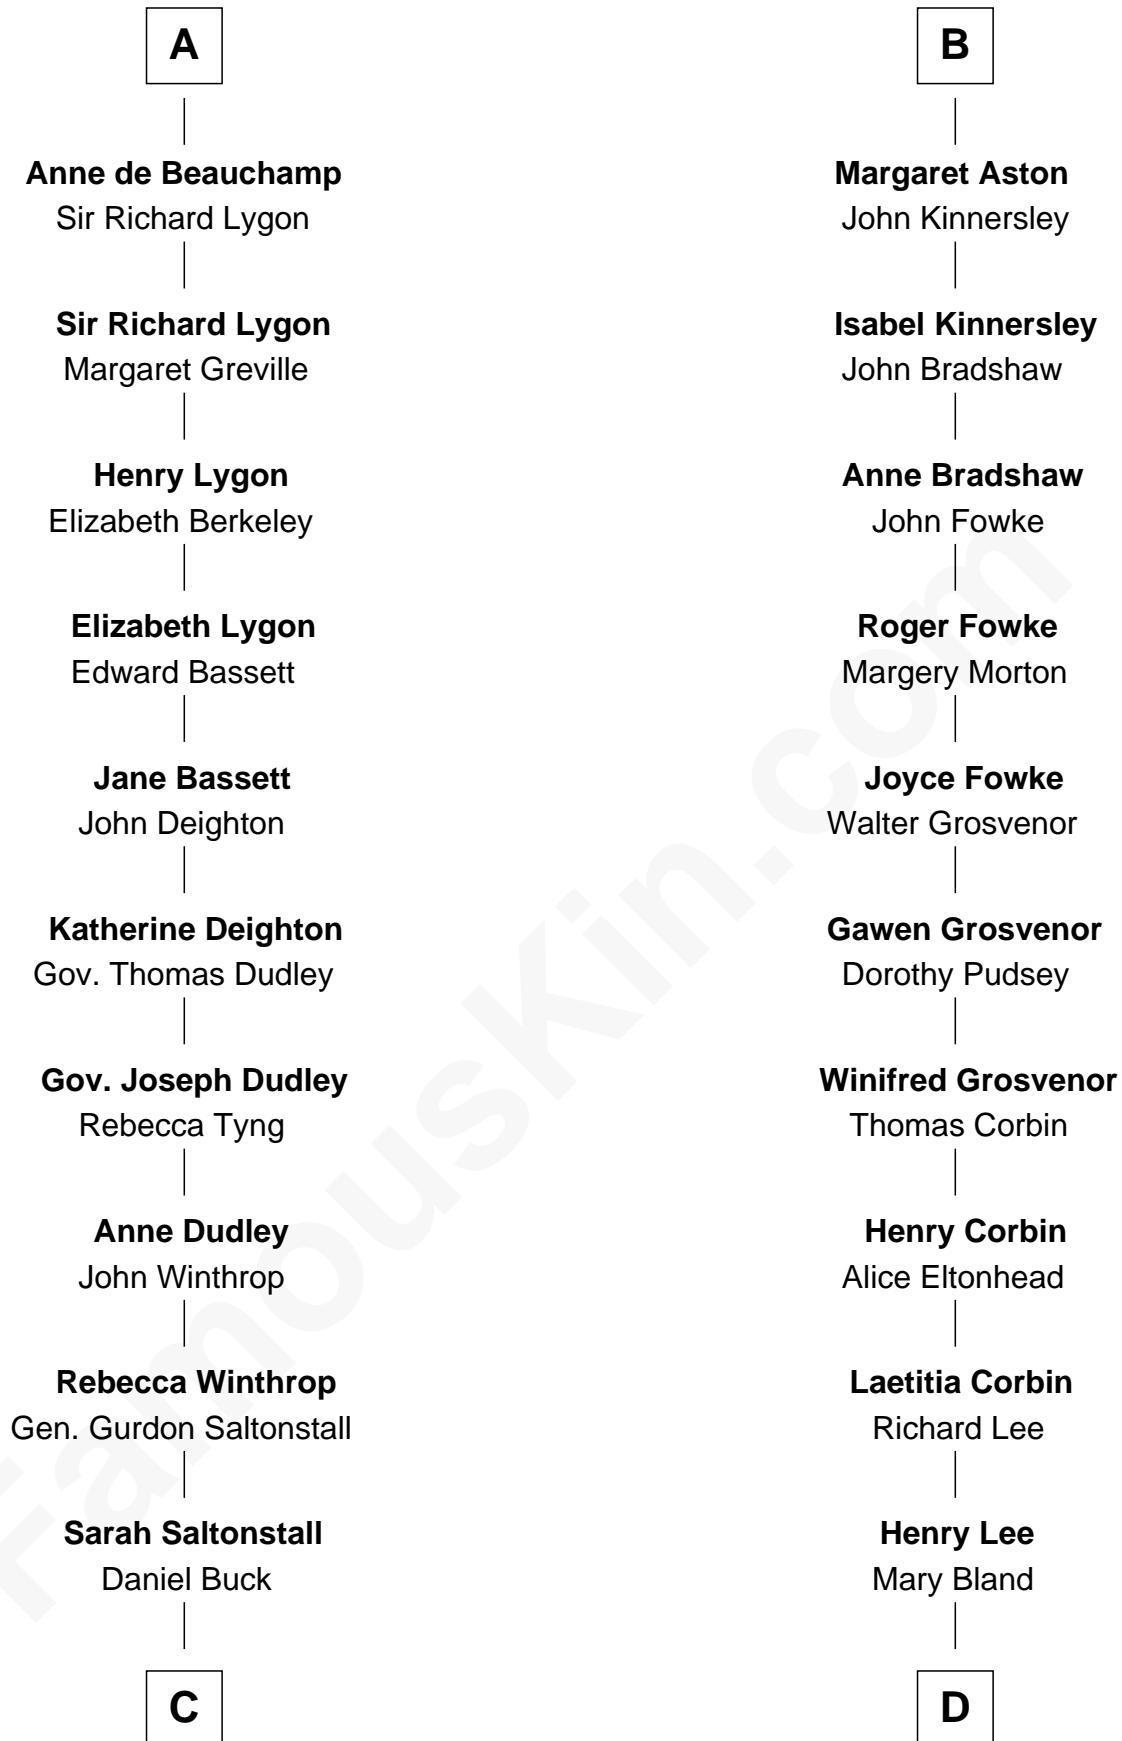 A
Anne de Beauchamp
Sir Richard Lygon
Sir Richard Lygon
Margaret Greville
Henry Lygon
Elizabeth Berkeley
Elizabeth Lygon
Edward Bassett
Jane Bassett
John Deighton
Katherine Deighton
Gov. Thomas Dudley
Gov. Joseph Dudley
Rebecca Tyng
Anne Dudley
John Winthrop
Rebecca Winthrop
Gen. Gurdon Saltonstall
Sarah Saltonstall
Daniel Buck
C
B
Margaret Aston
John Kinnersley
Isabel Kinnersley
John Bradshaw
Anne Bradshaw
John Fowke
Roger Fowke
Margery Morton
Joyce Fowke
Walter Grosvenor
Gawen Grosvenor
Dorothy Pudsey
Winifred Grosvenor
Thomas Corbin
Henry Corbin
Alice Eltonhead
Laetitia Corbin
Richard Lee
Henry Lee
Mary Bland
D
FamousKin.com